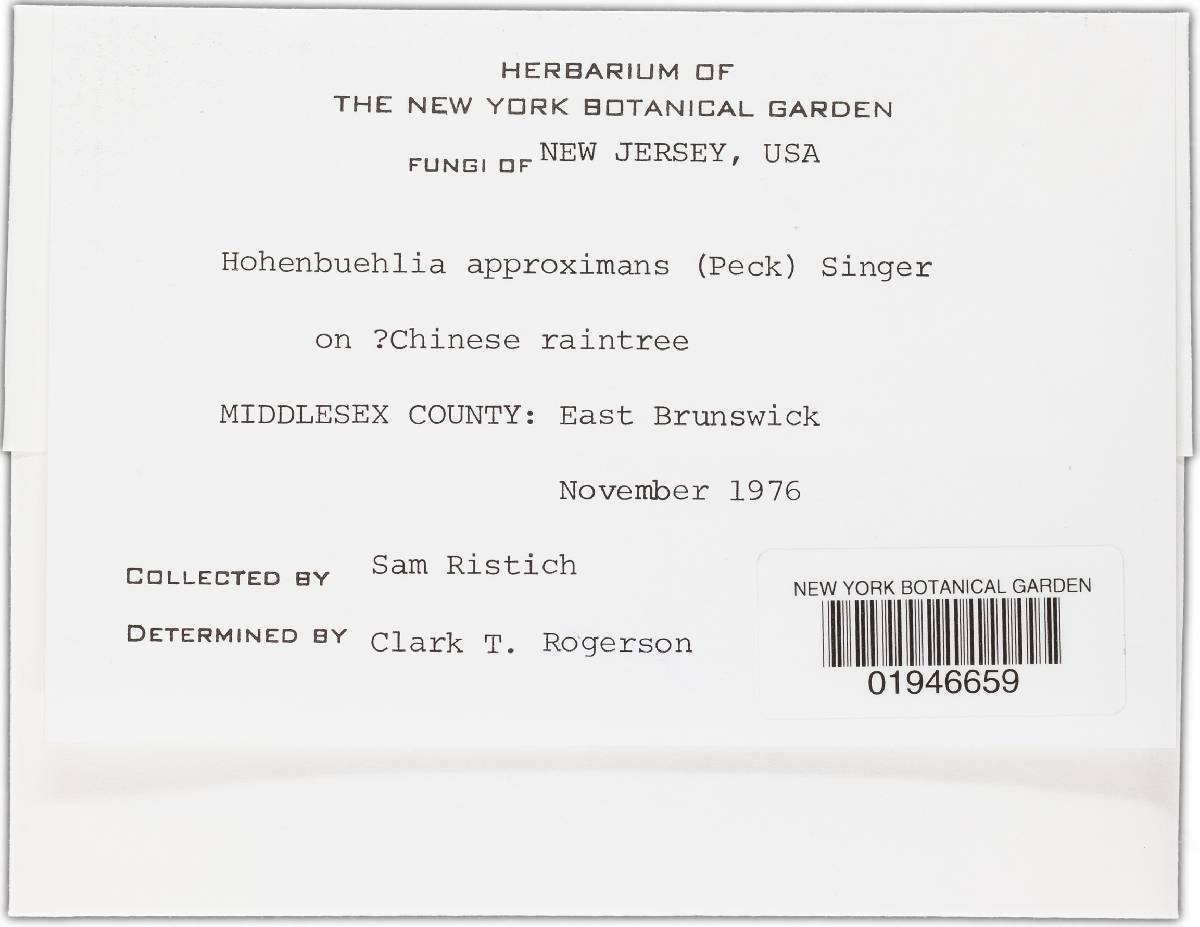 HERBARIUM OF
THE NEW YORK BOTANICAL GARDEN
FUNGI OF NEW JERSEY, USA
Hohenbuehlia approximans (Peck) Singer
on ?Chinese raintree
MIDDLESEX COUNTY: East Brunswick
November 1976
COLLECTED BY Sam Ristich
DETERMINED BY Clark T. Rogerson
NEW YORK BOTANICAL GARDEN
01946659